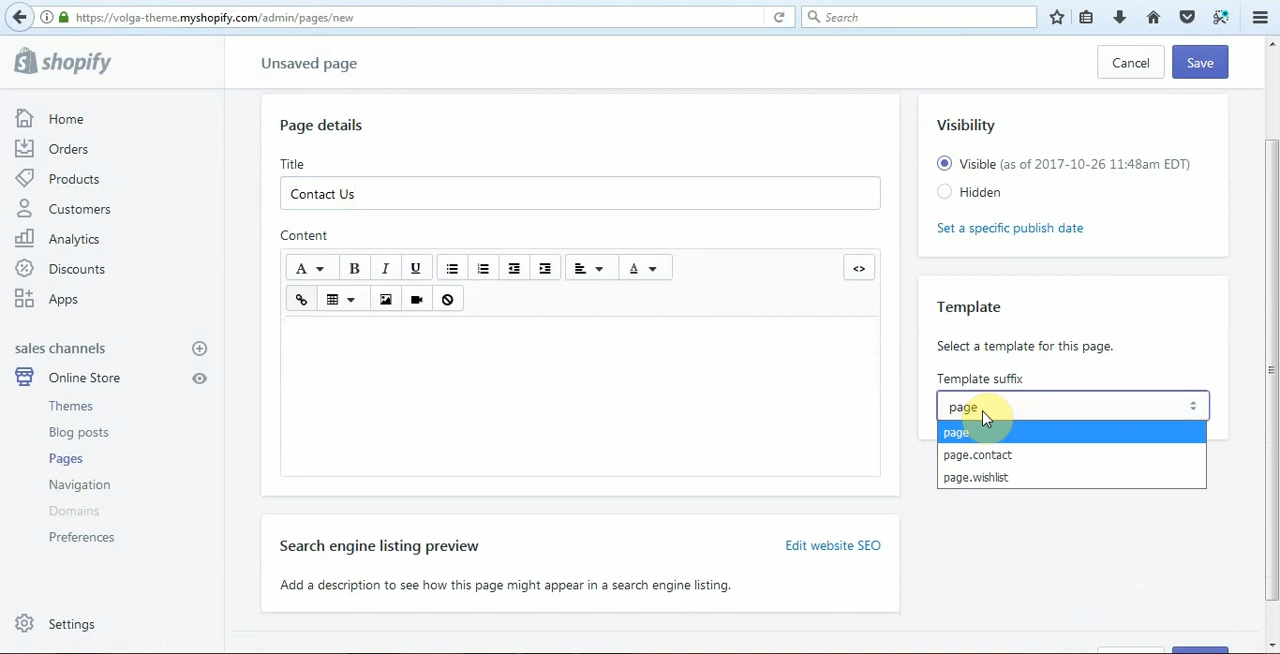 https://volga-theme.myshopify.com/admin/pages/new
Search
shopify
Unsaved page
Cancel
Save
Home
Orders
Products
Customers
Analytics
Discounts
Apps
sales channels
Online Store
Themes
Blog posts
Pages
Navigation
Domains
Preferences
Settings
Page details
Title
Contact Us
Content
A
B
I
U
A
<>
Search engine listing preview
Edit website SEO
Add a description to see how this page might appear in a search engine listing.
Visibility
Visible (as of 2017-10-26 11:48am EDT)
Hidden
Set a specific publish date
Template
Select a template for this page.
Template suffix
page
page
page.contact
page.wishlist